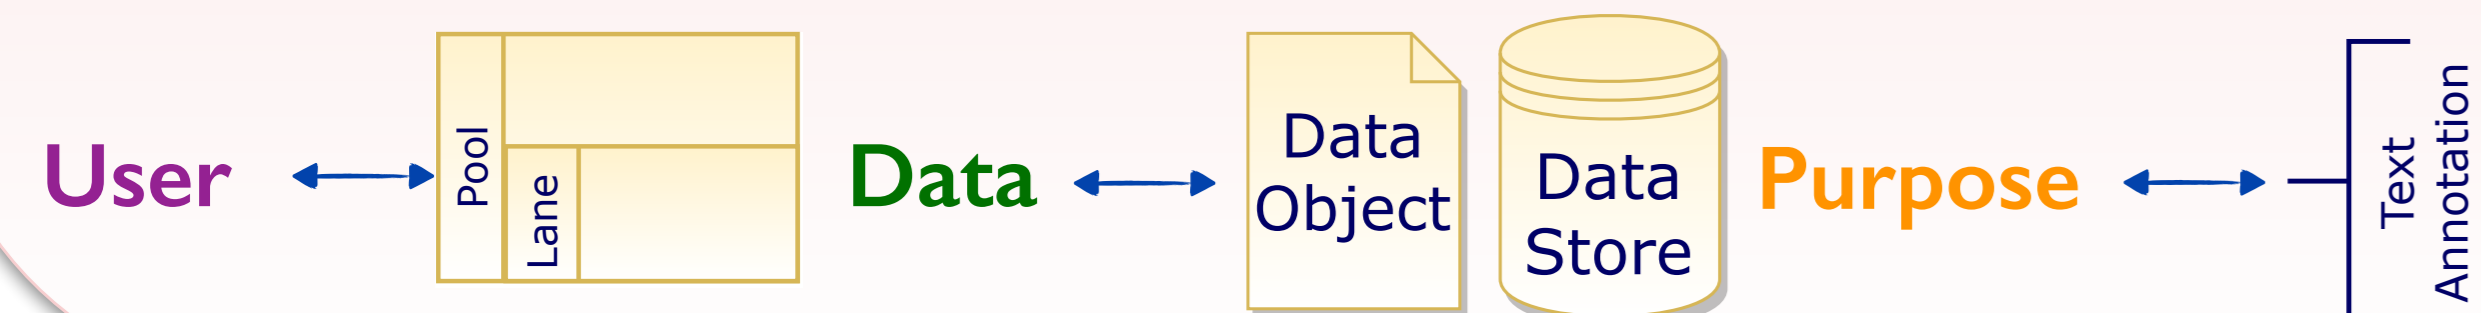 User
Pool
Lane
Data
Data
Object
Data
Store
Purpose
Text
Annotation